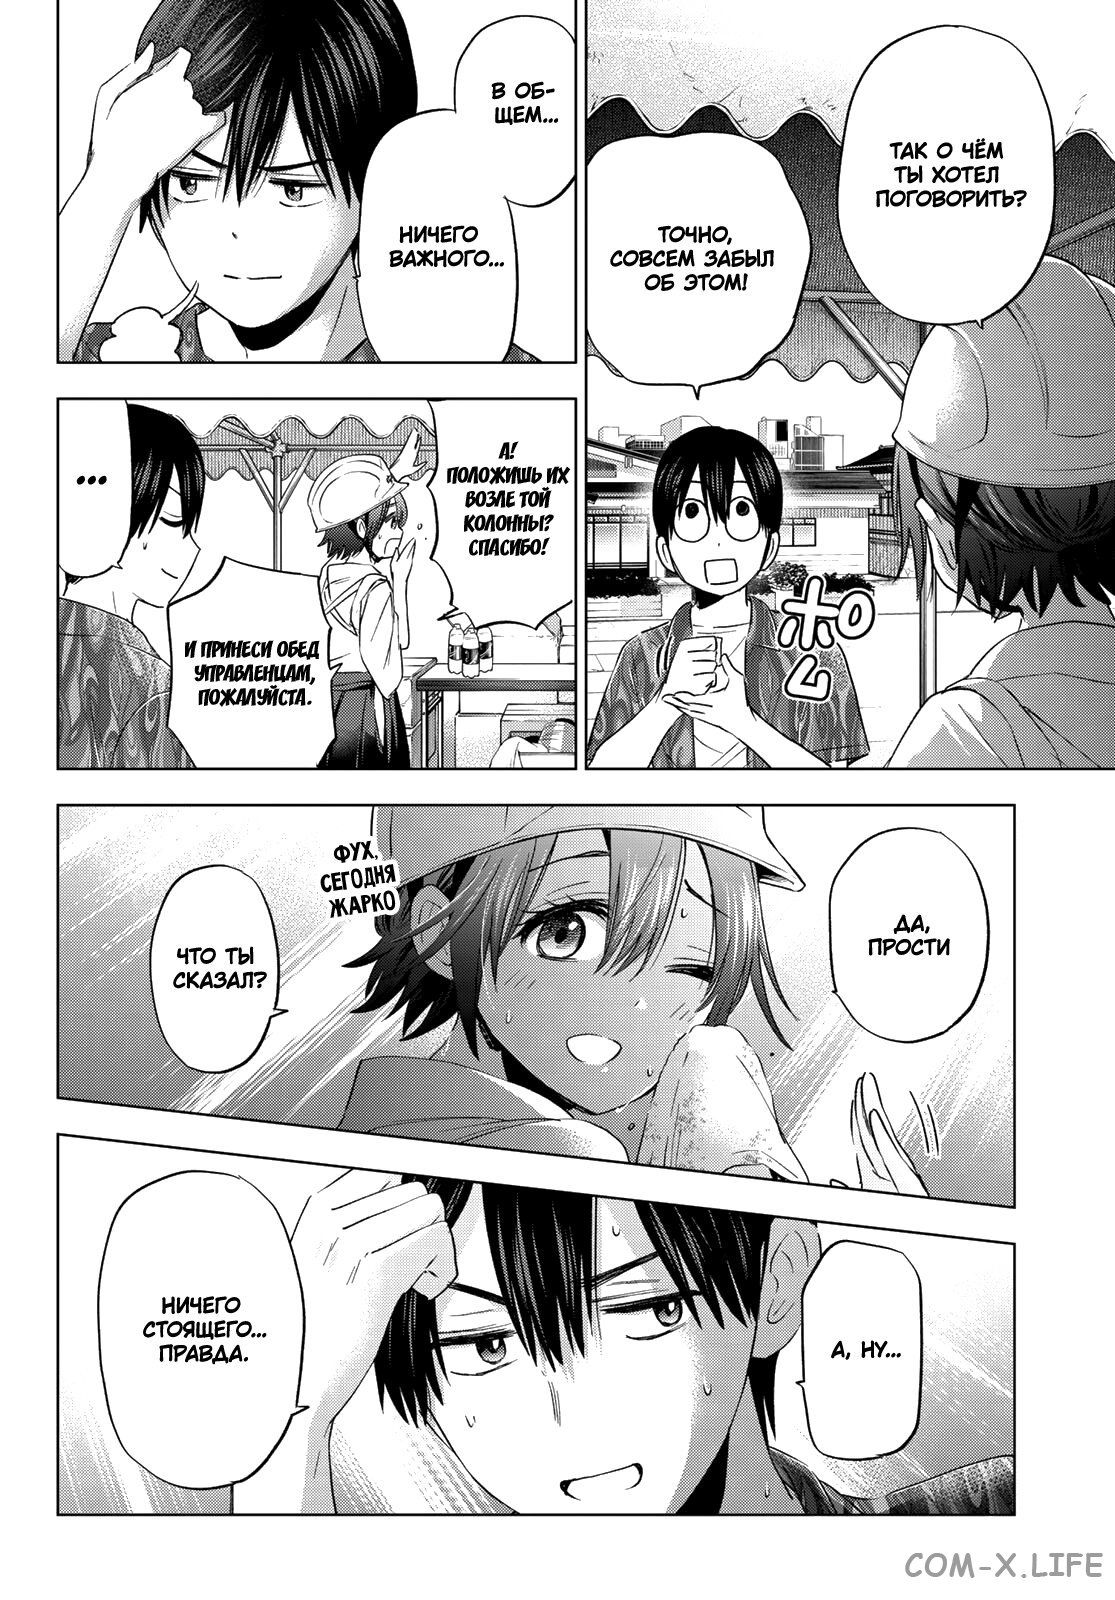 ТАК О ЧЁМ
ТЫ ХОТЕЛ
ПОГОВОРИТЬ?
ТОЧНО,
СОВСЕМ ЗАБЫЛ
ОБ ЭТОМ!
ポム
В ОБ-
ЩЕМ...
НИЧЕГО
ВАЖНОГО...
А!
ПОЛОЖИШЬ ИХ
ВОЗЛЕ ТОЙ
КОЛОННЫ?
СПАСИБО!
И ПРИНЕСИ ОБЕД
УПРАВЛЕНЦАМ,
ПОЖАЛУЙСТА.
...
ДА,
ПРОСТИ
ФУХ,
СЕГОДНЯ
ЖАРКО
ЧТО ТЫ
СКАЗАЛ?
А, НУ...
НИЧЕГО
СТОЯЩЕГО...
ПРАВДА.
COM-X.LIFE